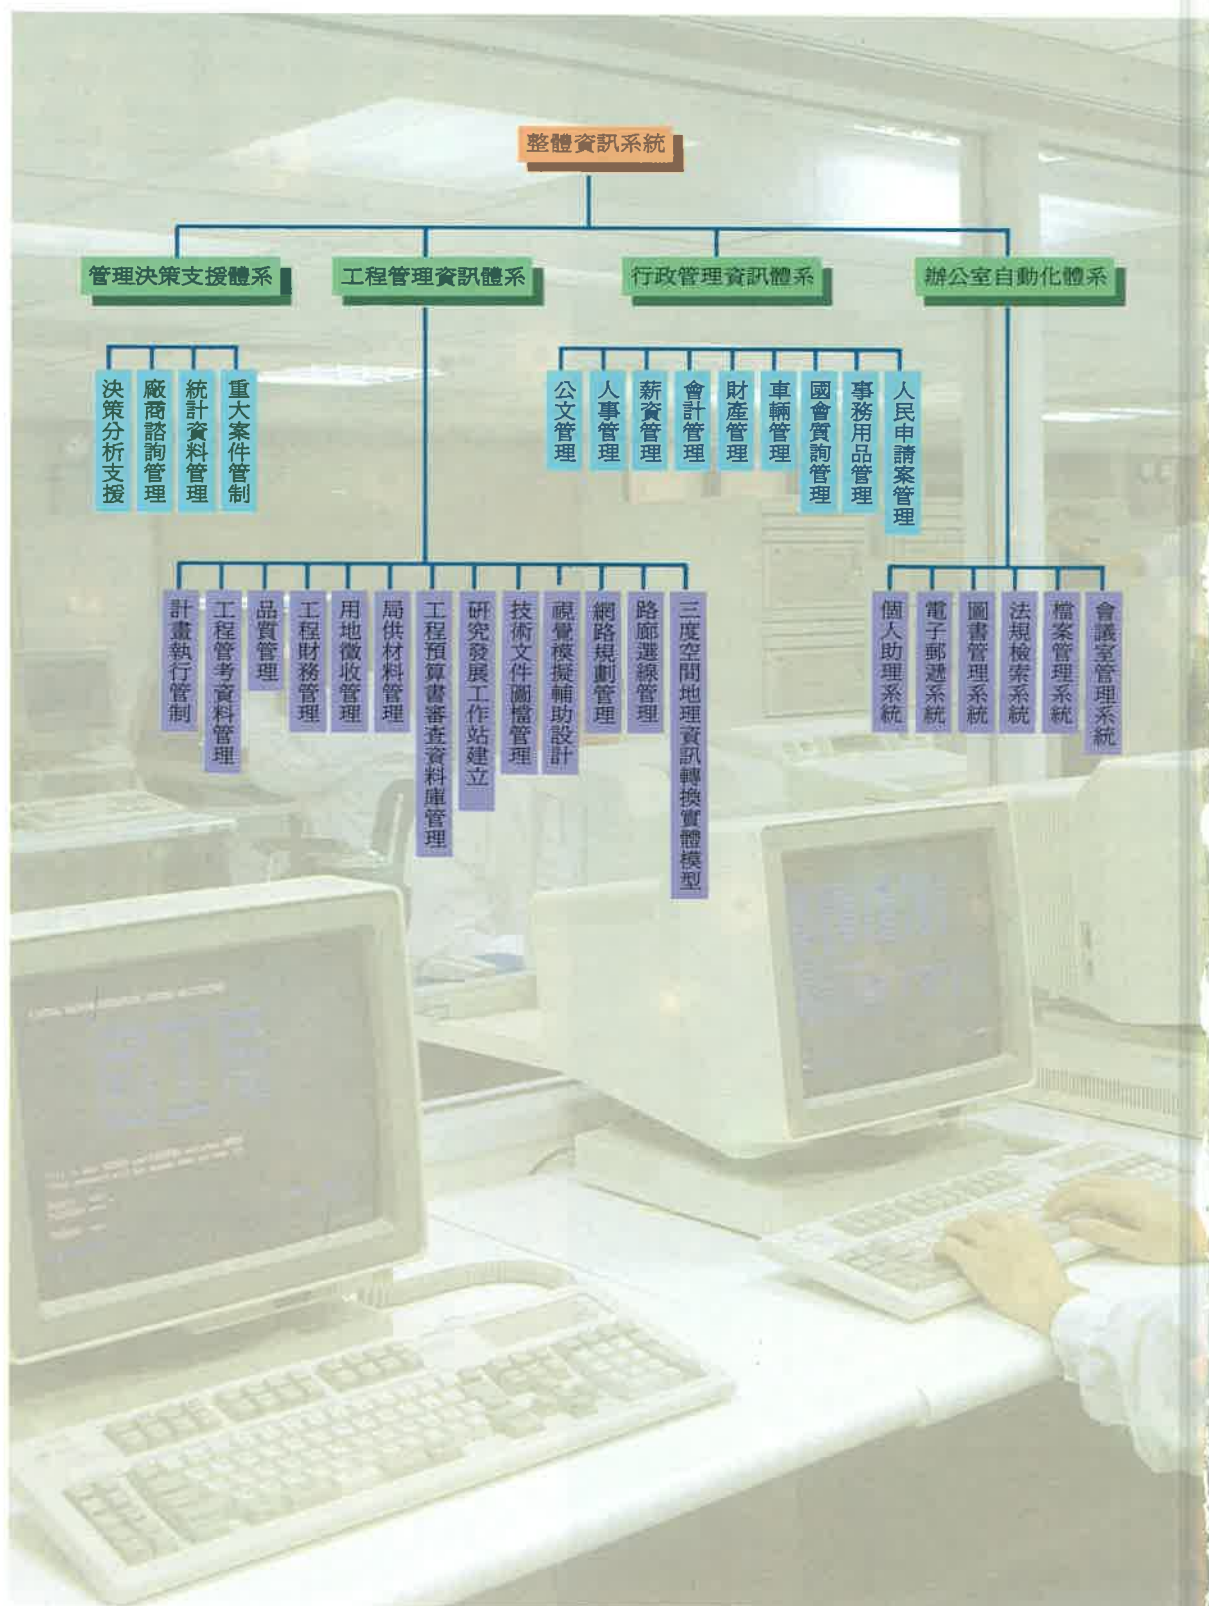 整體資訊系統
管理決策支援體系
工程管理資訊體系
行政管理資訊體系
辦公室自動化體系
決策分析支援
廠商諮詢管理
統計資料管理
重大案件管制
公文管理
人事管理
薪資管理
會計管理
財產管理
車輛管理
國會質詢管理
事務用品管理
人民申請案管理
計畫執行管制
工程管考資料管理
品質管理
工程財務管理
用地徵收管理
局供材料管理
工程預算書審查資料庫管理
研究發展工作站建立
技術文件圖檔管理
視覺模擬輔助設計
網路規劃管理
路廊選線管理
三度空間地理資訊轉換實體模型
個人助理系統
電子郵遞系統
圖書管理系統
法規檢索系統
檔案管理系統
會議室管理系統